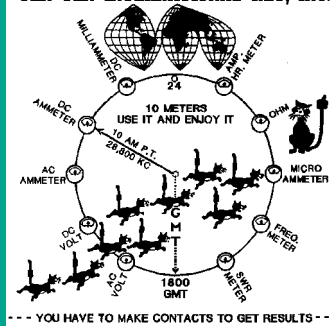 DC
MILLIAMMETER
AMP.
HR. METER
24
DC
AMMETER
10 METERS
USE IT AND ENJOY IT
OHM
10 AM P.T.
28,800 KC
AC
AMMETER
MICRO
AMMETER
GMT
DC
VOLT
FREQ.
METER
AC
VOLT
1800
GMT
SWR
METER
- - - YOU HAVE TO MAKE CONTACTS TO GET RESULTS - - -